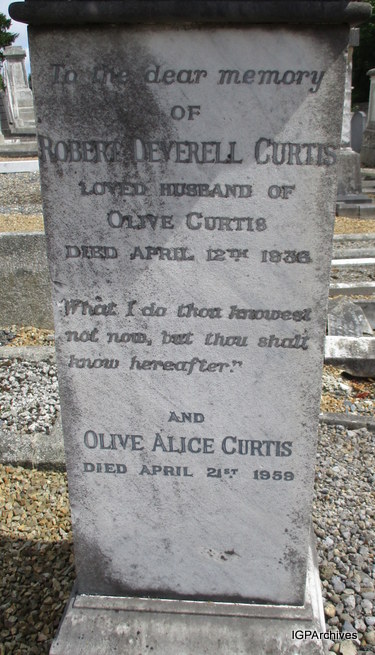 To the dear memory
OF
ROBERT DEVERELL CURTIS
LOVED HUSBAND OF
OLIVE CURTIS
DIED APRIL 12TH 1936
"What I do thou knowest
not now, but thou shalt
know hereafter."
AND
OLIVE ALICE CURTIS
DIED APRIL 21ST 1959
IGPArchives